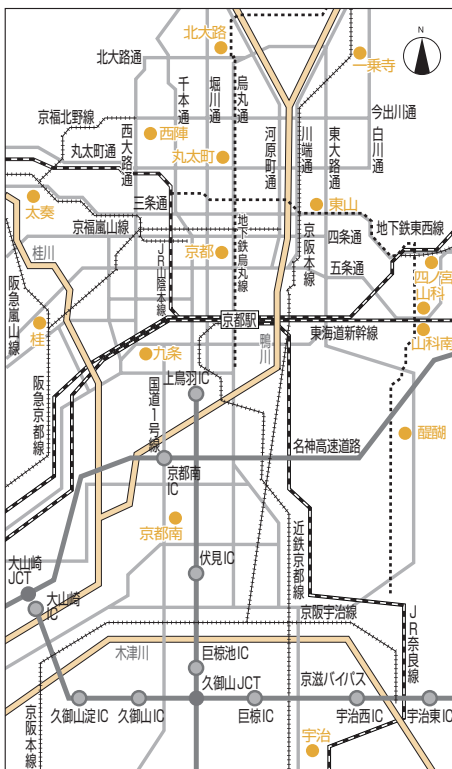 N
北大路
一乗寺
北大路通
千本通
堀川通
烏丸通
京福北野線
今出川通
西大路通
西陣
丸太町
丸太町通
河原町通
川端通
東大路通
白川通
太奏
三条通
東山
京福嵐山線
地下鉄烏丸線
京阪本線
四条通
地下鉄東西線
桂川
京都
JR山陰本線
五条通
四ノ宮
山科
阪急嵐山線
桂
京都駅
東海道新幹線
山科南
九条
鴨川
上鳥羽IC
阪急京都線
国道1号線
名神高速道路
醍醐
京都南
IC
京都南
近鉄京都線
伏見IC
大山崎
JCT
大山崎
IC
京阪宇治線
JR奈良線
木津川
巨椋池IC
久御山JCT
京滋バイパス
久御山淀IC
久御山IC
巨椋IC
宇治西IC
宇治東IC
京阪本線
宇治